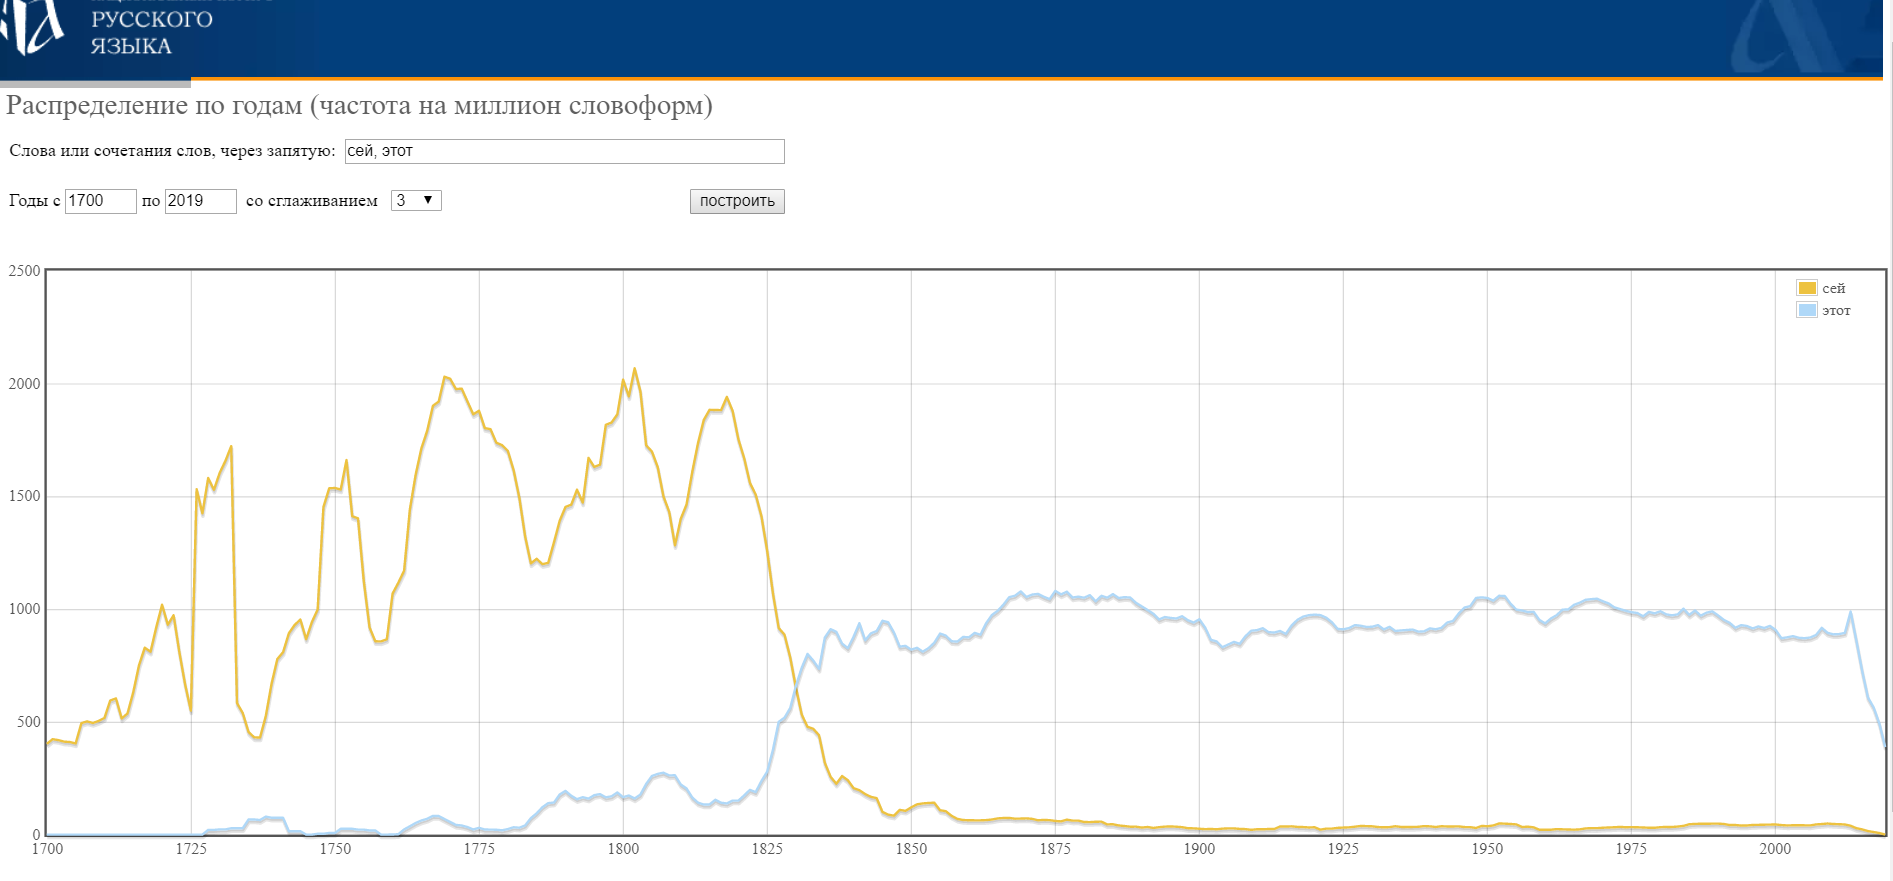 РУССКОГО
ЯЗЫКА
Распределение по годам (частота на миллион словоформ)
Слова или сочетания слов, через запятую: сей, этот
Годы с 1700 по 2019 со сглаживанием 3 ▼ построить
2500
сей
этот
2000
1500
1000
500
0
1700 1725 1750 1775 1800 1825 1850 1875 1900 1925 1950 1975 2000